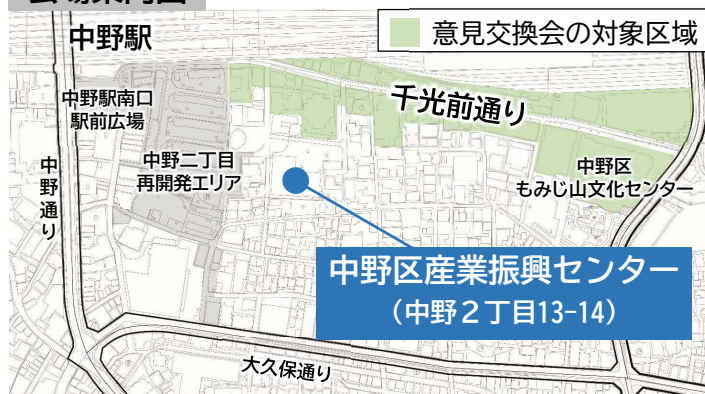 会場案内図
中野駅
意見交換会の対象区域
中野駅南口
駅前広場
千光前通り
中野二丁目
再開発エリア
中野通り
中野区
もみじ山文化センター
中野区産業振興センター
（中野２丁目13-14）
大久保通り